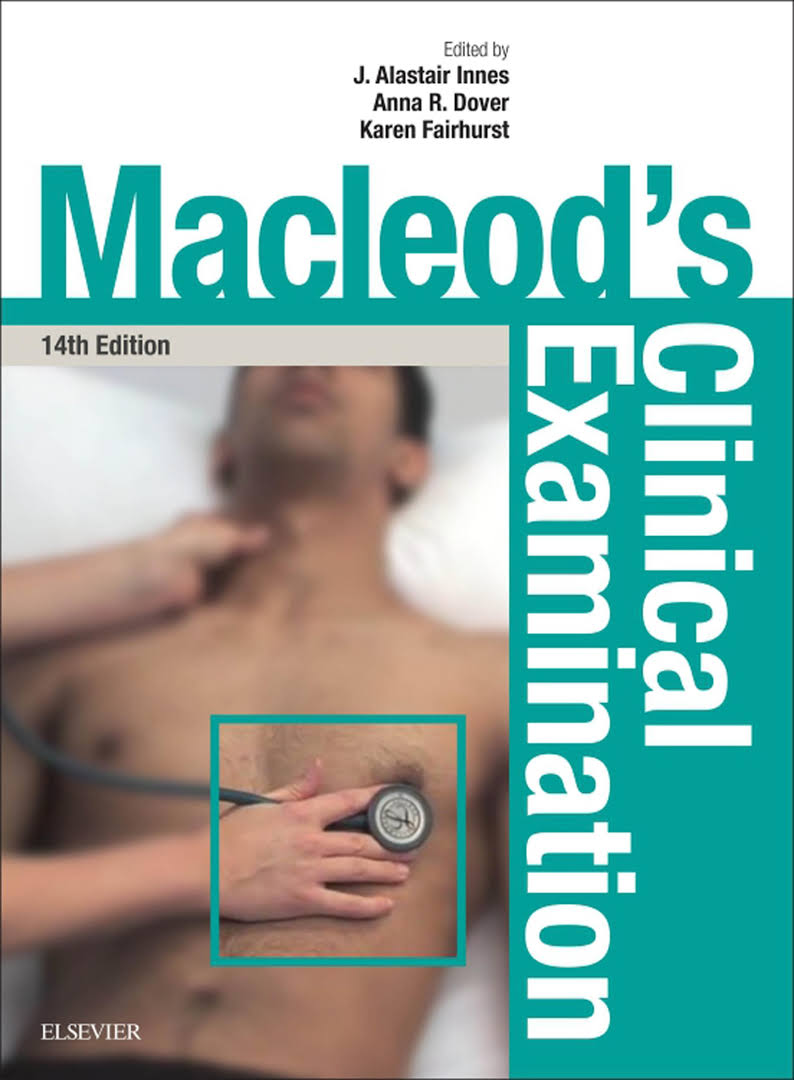 Edited by
J. Alastair Innes
Anna R. Dover
Karen Fairhurst
Macleod's
Clinical
Examination
14th Edition
ELSEVIER